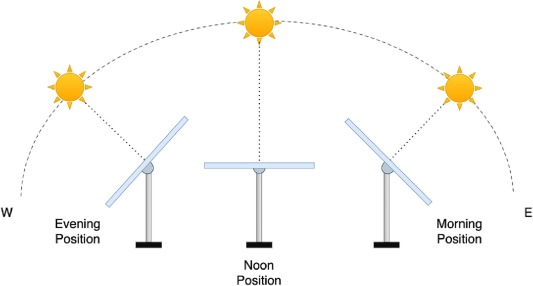 W
E
Evening
Position
Morning
Position
Noon
Position